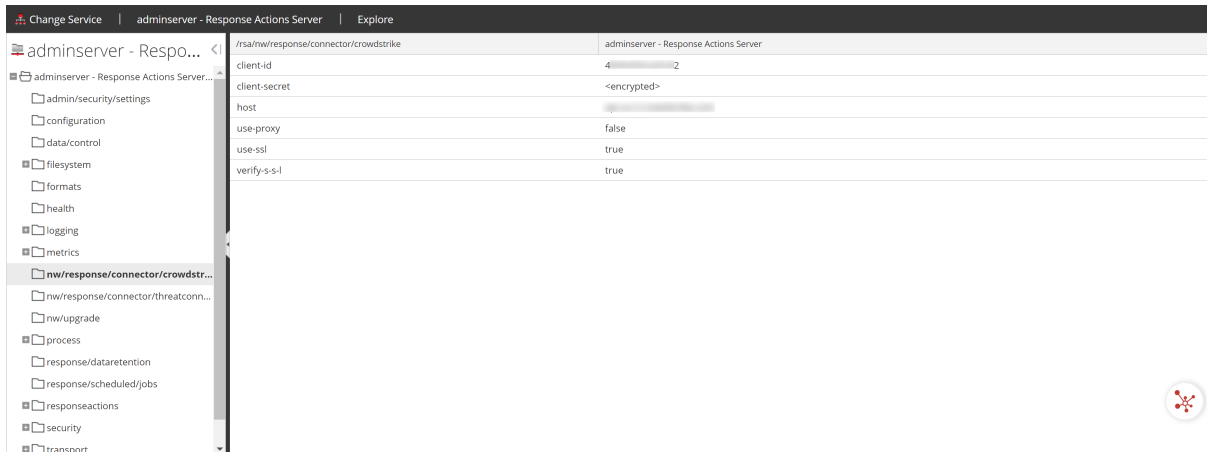 Change Service | adminserver - Response Actions Server | Explore
adminserver - Respo...
adminserver - Response Actions Server...
admin/security/settings
configuration
data/control
filesystem
formats
health
logging
metrics
nw/response/connector/crowdstr...
nw/response/connector/threatconn...
nw/upgrade
process
response/dataretention
response/scheduled/jobs
responseactions
security
transport
/rsa/nw/response/connector/crowdstrike adminserver - Response Actions Server
client-id 4 2
client-secret <encrypted>
host
use-proxy false
use-ssl true
verify-s-s-l true